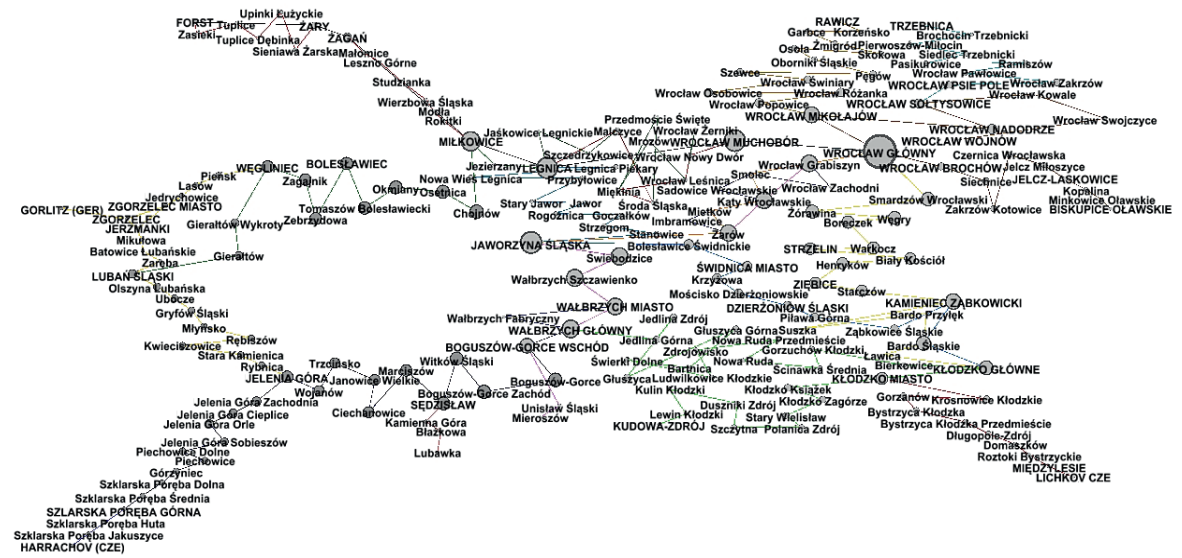 Upinki Łużyckie
FORST
Tuplice
ŻARY
Zasieki
Tuplice Dębinka
ŻAGAŃ
Sieniawa Żarska
Małomice
Leszno Górne
Studzianka
Wierzbowa Śląska
Modła
Rokitki
MIŁKOWICE
RAWICZ
TRZEBNICA
Garbce
Korzeńsko
Brochocin Trzebnicki
Osola
Żmigród
Pierwoszów-Miłocin
Skokowa
Siedlec Trzebnicki
Oborniki Śląskie
Pasikurowice
Ramiszów
Szewce
Pęgów
Wrocław Pawłowice
Wrocław Świniary
WROCŁAW PSIE POLE
Wrocław Zakrzów
Wrocław Osobowice
Wrocław Różanka
Wrocław Kowale
Wrocław Popowice
WROCŁAW SOŁTYSOWICE
WROCŁAW MIKOŁAJÓW
Wrocław Swojczyce
Przedmoście Święte
Jaśkowice Legnickie
Malczyce
Wrocław Żerniki
WROCŁAW NADODRZE
Mrozów
WROCŁAW MUCHOBÓR
WROCŁAW WOJNÓW
Jezierzany
Szczedrzykowice
Wrocław Nowy Dwór
WROCŁAW GŁÓWNY
Czernica Wrocławska
LEGNICA
Legnica Piekary
Wrocław Grabiszyn
WROCŁAW BROCHÓW
Jelcz Miłoszyce
Nowa Wieś Legnica
Przybyłowice
Wrocław Leśnica
Smolec
Siechnice
JELCZ-LASKOWICE
Osetnica
Miękinia
Sadowice Wrocławskie
Wrocław Zachodni
Kopalina
Stary Jawor
Jawor
Środa Śląska
Kąty Wrocławskie
Smardzów Wrocławski
Minkowice Oławskie
Chojnów
Rogoźnica
Goczałków
Mietków
Żórawina
Zakrzów Kotowice
BISKUPICE OŁAWSKIE
Strzegom
Imbramowice
Boreczek
Węgry
Stanowice
Żarów
JAWORZYNA ŚLĄSKA
Bolesławice Świdnickie
STRZELIN
Warkocz
Świebodzice
Henryków
Biały Kościół
WĘGLINIEC
BOLESŁAWIEC
Pieńsk
Zagajnik
Okmiany
Lasów
Jedrychowice
GORLITZ (GER)
ZGORZELEC MIASTO
Tomaszów Bolesławiecki
ZGORZELEC
Zebrzydowa
JERZMANKI
Gierałtów Wykroty
Mikułowa
Batowice Lubańskie
Gierałtów
Zaręba
LUBAŃ ŚLĄSKI
Olszyna Lubańska
Ubocze
Gryfów Śląski
Młyńsko
Rębiszów
Kwieciszowice
Stara Kamienica
Rybnica
Wałbrzych Szczawienko
ŚWIDNICA MIASTO
Krzyżowa
ZIĘBICE
Starczów
Mościsko Dzierżoniowskie
WAŁBRZYCH MIASTO
DZIERŻONIÓW ŚLĄSKI
KAMIENIEC ZĄBKOWICKI
Wałbrzych Fabryczny
Jedlina Zdrój
Piława Górna
Bardo Przyłęk
WAŁBRZYCH GŁÓWNY
Głuszyca Górna
Suszka
Ząbkowice Śląskie
Jedlina Górna
Nowa Ruda Przedmieście
BOGUSZÓW-GORCE WSCHÓD
Zdrojowisko
Gorzuchów Kłodzki
Bardo Śląskie
Trzcińsko
Marciszów
Witków Śląski
Świerki Dolne
Nowa Ruda
Ławica
Bartnica
Ścinawka Średnia
Bierkowice
KŁODZKO GŁÓWNE
JELENIA GÓRA
Janowice Wielkie
Boguszów-Gorce
Głuszyca
Ludwikowice Kłodzkie
KŁODZKO MIASTO
Wojanów
Boguszów-Gorce Zachód
Kulin Kłodzki
Kłodzko Książek
Gorzanów
Krosnowice Kłodzkie
Jelenia Góra Zachodnia
SĘDZISŁAW
Duszniki Zdrój
Kłodzko Zagórze
Jelenia Góra Cieplice
Ciechanowice
Unisław Śląski
Lewin Kłodzki
Stary Wielisław
Bystrzyca Kłodzka
Jelenia Góra Orle
Kamienna Góra
Mieroszów
KUDOWA-ZDRÓJ
Szczytna
Polanica Zdrój
Bystrzyca Kłodzka Przedmieście
Błażkowa
Długopole-Zdrój
Jelenia Góra Sobieszów
Domaszków
Piechowice Dolne
Lubawka
Roztoki Bystrzyckie
Piechowice
MIĘDZYLESIE
Górzyniec
LICHKOV CZE
Szklarska Poręba Dolna
Szklarska Poręba Średnia
SZLARSKA PORĘBA GÓRNA
Szklarska Poręba Huta
Szklarska Poręba Jakuszyce
HARRACHOV (CZE)